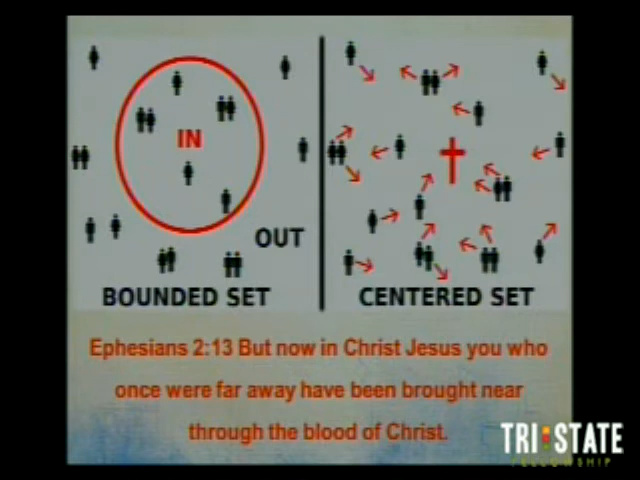 IN
OUT
BOUNDED SET
CENTERED SET
Ephesians 2:13 But now in Christ Jesus you who
once were far away have been brought near
through the blood of Christ.
TRI STATE
FELLOWSHIP